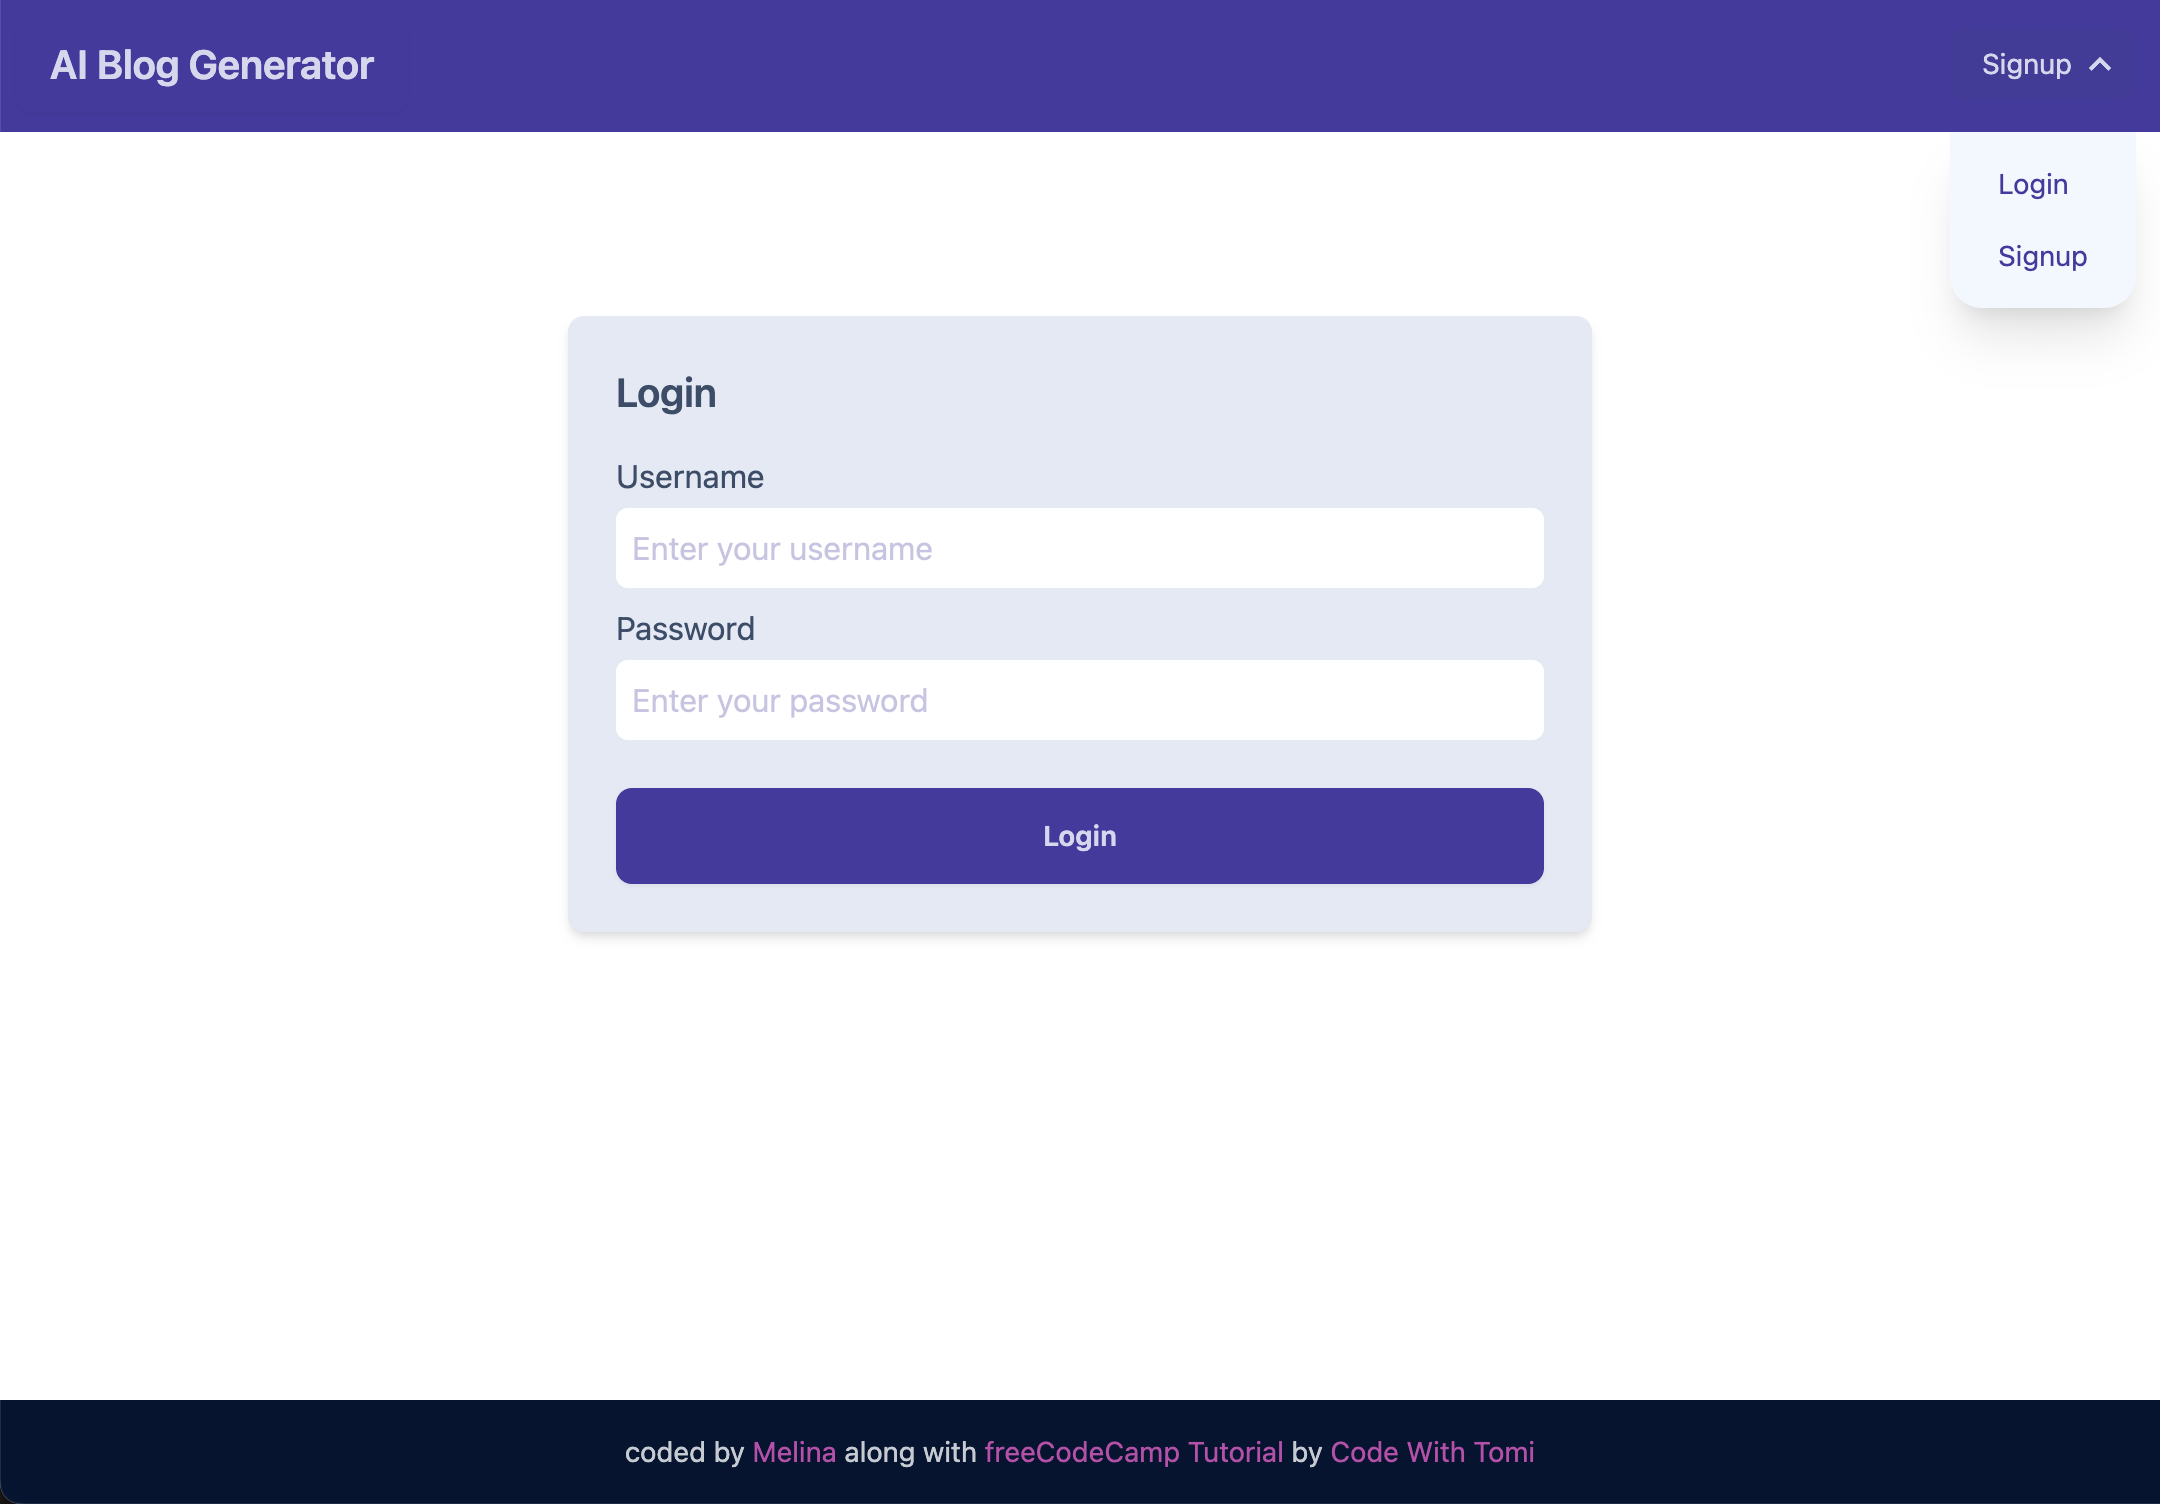 AI Blog Generator
Signup
Login
Signup
Login
Username
Enter your username
Password
Enter your password
Login
coded by Melina along with freeCodeCamp Tutorial by Code With Tomi